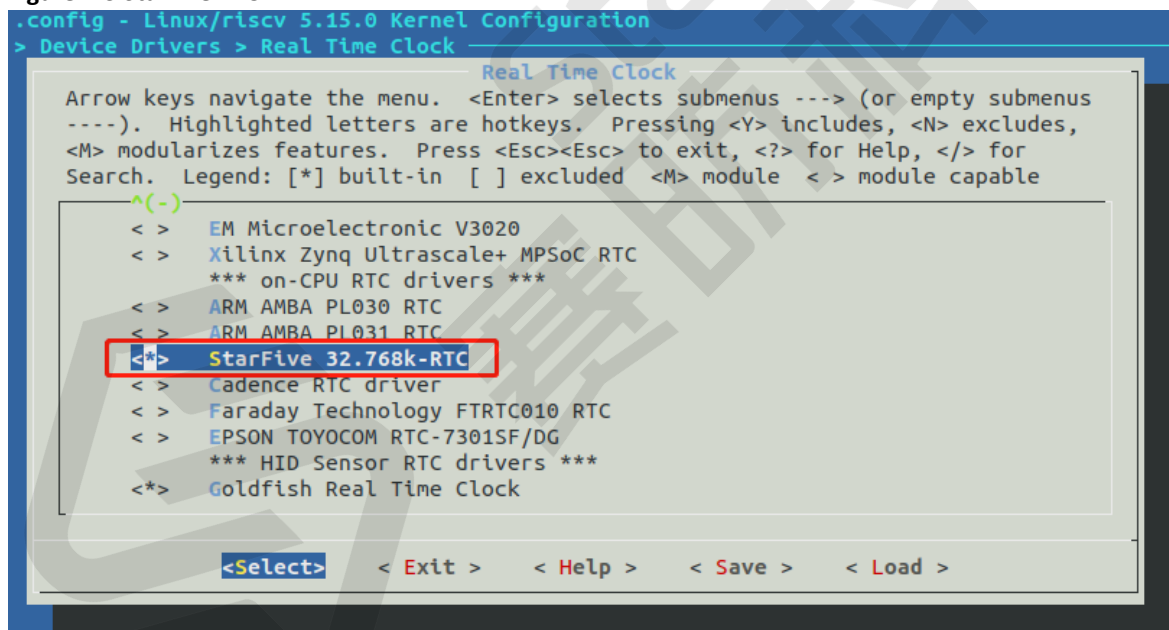 .config - Linux/riscv 5.15.0 Kernel Configuration
> Device Drivers > Real Time Clock
Real Time Clock
Arrow keys navigate the menu.  <Enter> selects submenus ---> (or empty submenus
----).  Highlighted letters are hotkeys.  Pressing <Y> includes, <N> excludes,
<M> modularizes features.  Press <Esc><Esc> to exit, <?> for Help, </> for
Search.  Legend: [*] built-in  [ ] excluded  <M> module  < > module capable
^(-)
< >   EM Microelectronic V3020
< >   Xilinx Zynq Ultrascale+ MPSoC RTC
*** on-CPU RTC drivers ***
< >   ARM AMBA PL030 RTC
< >   ARM AMBA PL031 RTC
<*>   StarFive 32.768k-RTC
< >   Cadence RTC driver
< >   Faraday Technology FTRTC010 RTC
< >   EPSON TOYOCOM RTC-7301SF/DG
*** HID Sensor RTC drivers ***
<*>   Goldfish Real Time Clock
<Select>    < Exit >    < Help >    < Save >    < Load >
赛昉科